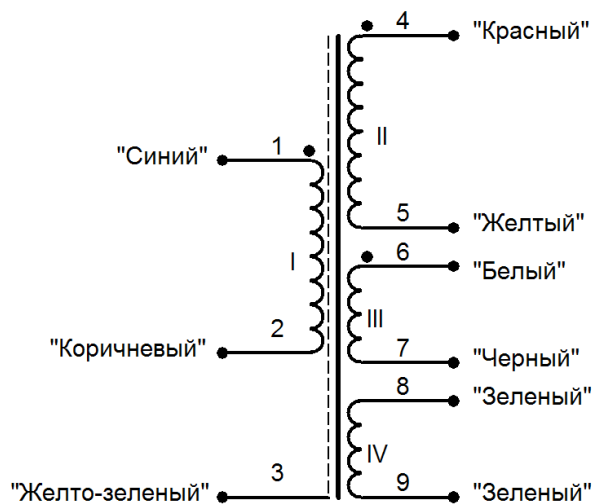 4 "Красный"
1
"Синий"
II
5 "Желтый"
6 "Белый"
I
III
2
"Коричневый"
7 "Черный"
8 "Зеленый"
IV
3
"Желто-зеленый"
9 "Зеленый"